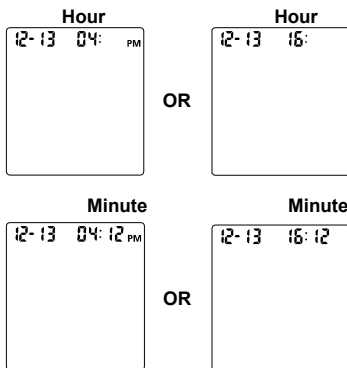 Hour Hour
12-13 04: PM
OR
12-13 16:
Minute Minute
12-13 04:12 PM
OR
12-13 16:12